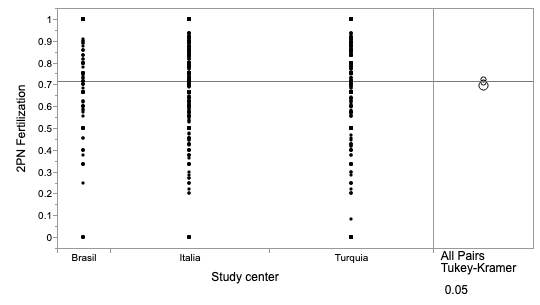 1
0.9
0.8
0.7
0.6
0.5
0.4
0.3
0.2
0.1
0
2PN Fertilization
Brasil Italia Turquia
Study center
All Pairs
Tukey-Kramer
0.05